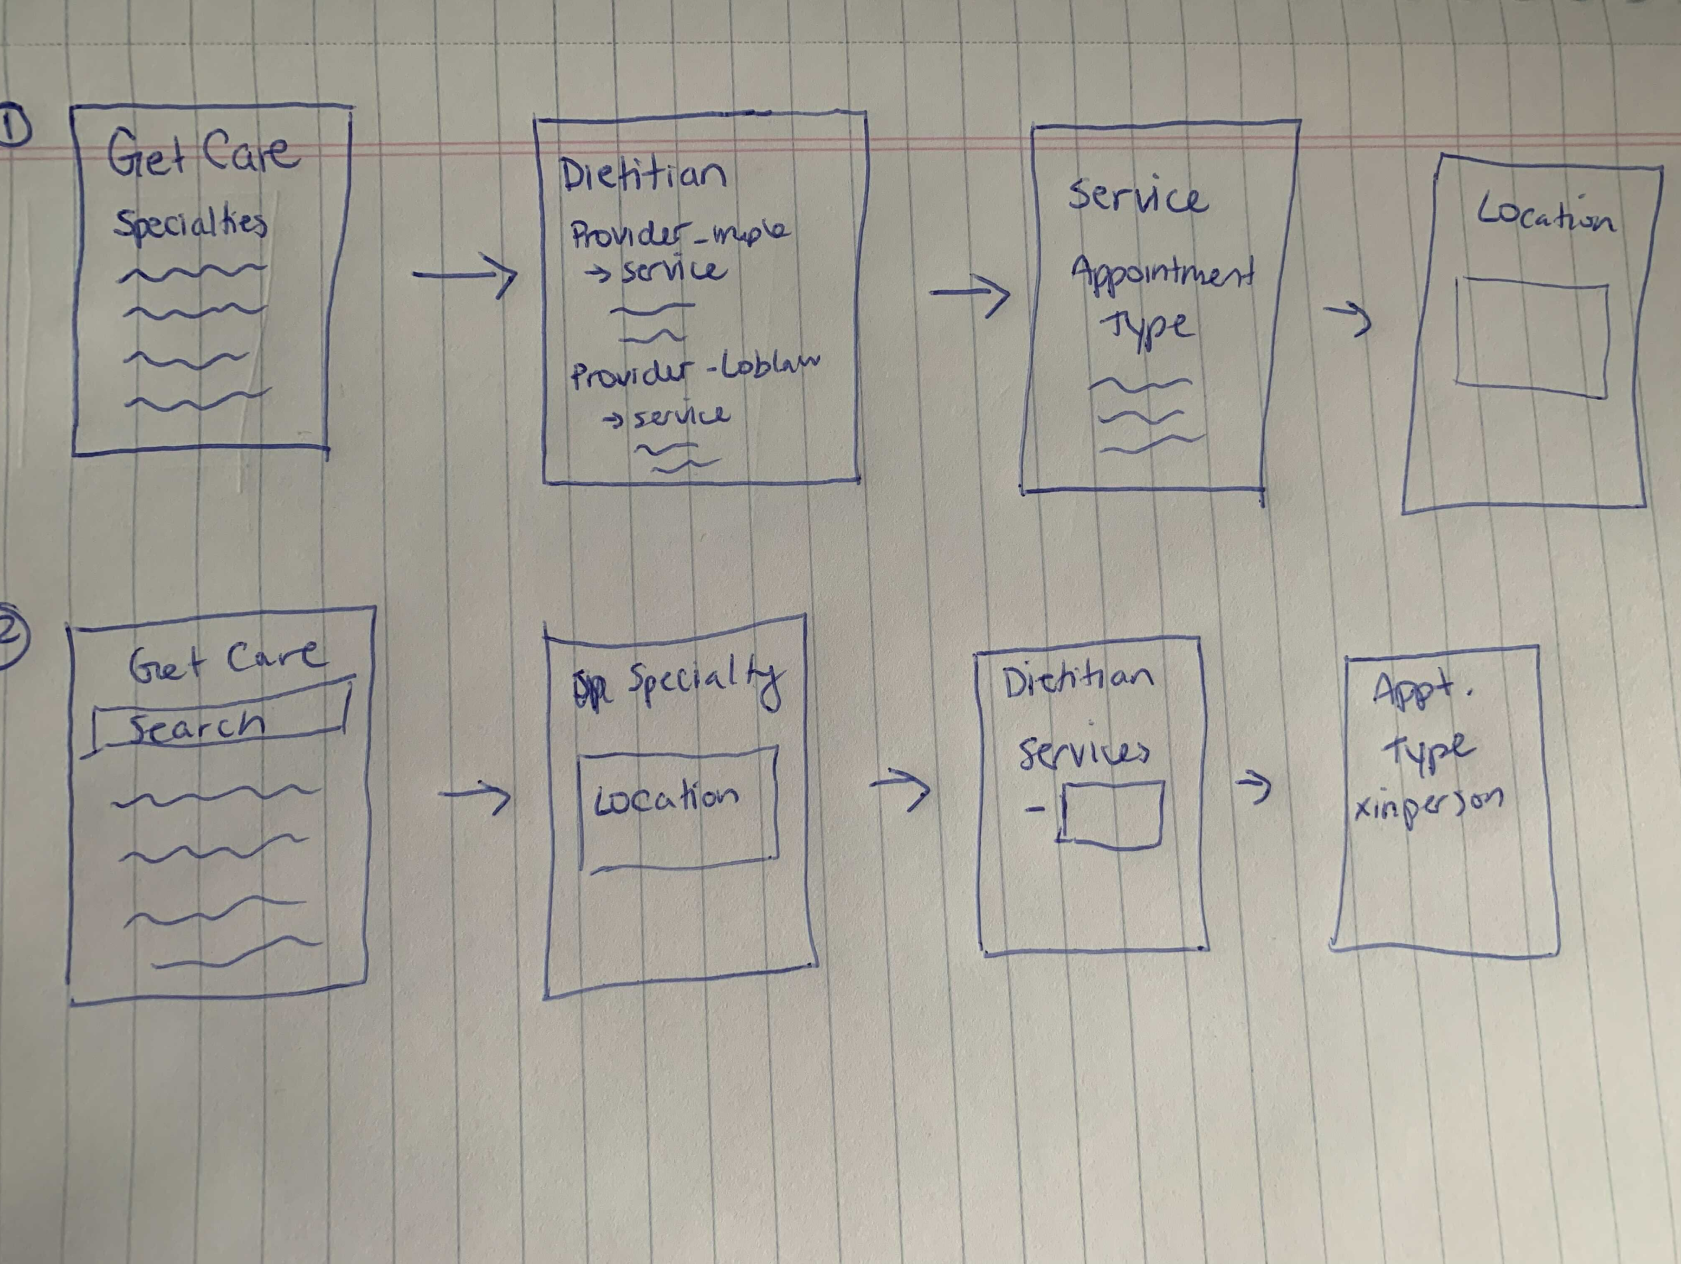 1
Get Care
Specialties
Dietitian
Provider - maple
→ service
Provider - Loblaw
→ service
Service
Appointment
Type
Location
2
Get Care
Search
Specialty
Location
Dietitian
Services
-
Appt.
Type
xinperson